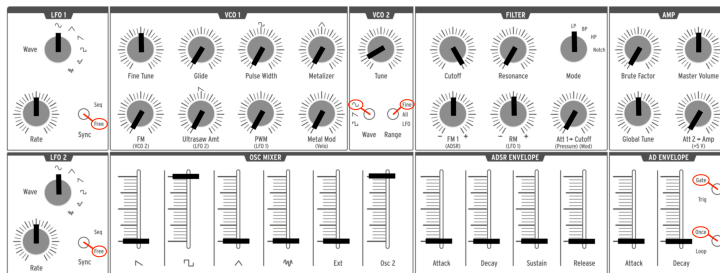 LFO 1
VCO 1
VCO 2
FILTER
AMP
Wave
Fine Tune
Glide
Pulse Width
Metalizer
Tune
Cutoff
Resonance
LP
BP
HP
Notch
Mode
Brute Factor
Master Volume
Rate
Seq
Free
Sync
FM
(VCO 2)
Ultrasaw Amt
(LFO 2)
PWM
(LFO 1)
Metal Mod
(Velo)
Wave
Fine
All
LFO
Range
- +
FM 1
(ADSR)
- +
RM
(LFO 1)
Att 1→ Cutoff
(Pressure) (Mod)
Global Tune
Att 2→ Amp
(+5 V)
LFO 2
OSC MIXER
ADSR ENVELOPE
AD ENVELOPE
Wave
Rate
Seq
Free
Sync
Ext
Osc 2
Attack
Decay
Sustain
Release
Attack
Decay
Gate
Trig
Once
Loop